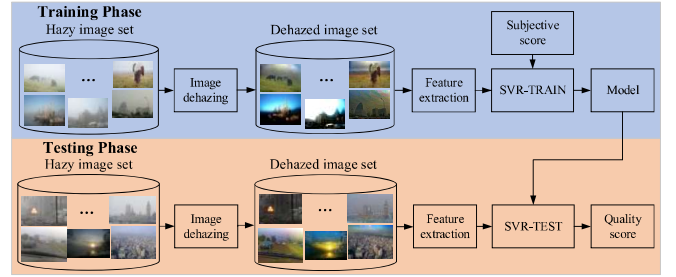 Training Phase
Hazy image set
Dehazed image set
Subjective
score
...
Image
dehazing
...
Feature
extraction
SVR-TRAIN
Model
Testing Phase
Hazy image set
Dehazed image set
...
Image
dehazing
...
Feature
extraction
SVR-TEST
Quality
score